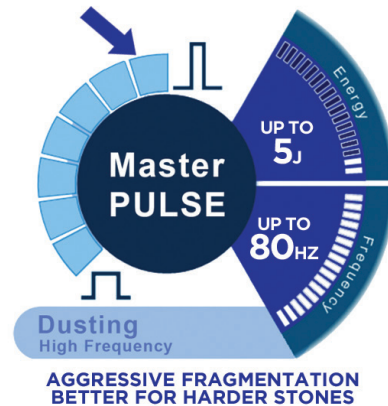 Master
PULSE
Energy
UP TO
5J
UP TO
80HZ
Frequency
Dusting
High Frequency
AGGRESSIVE FRAGMENTATION
BETTER FOR HARDER STONES